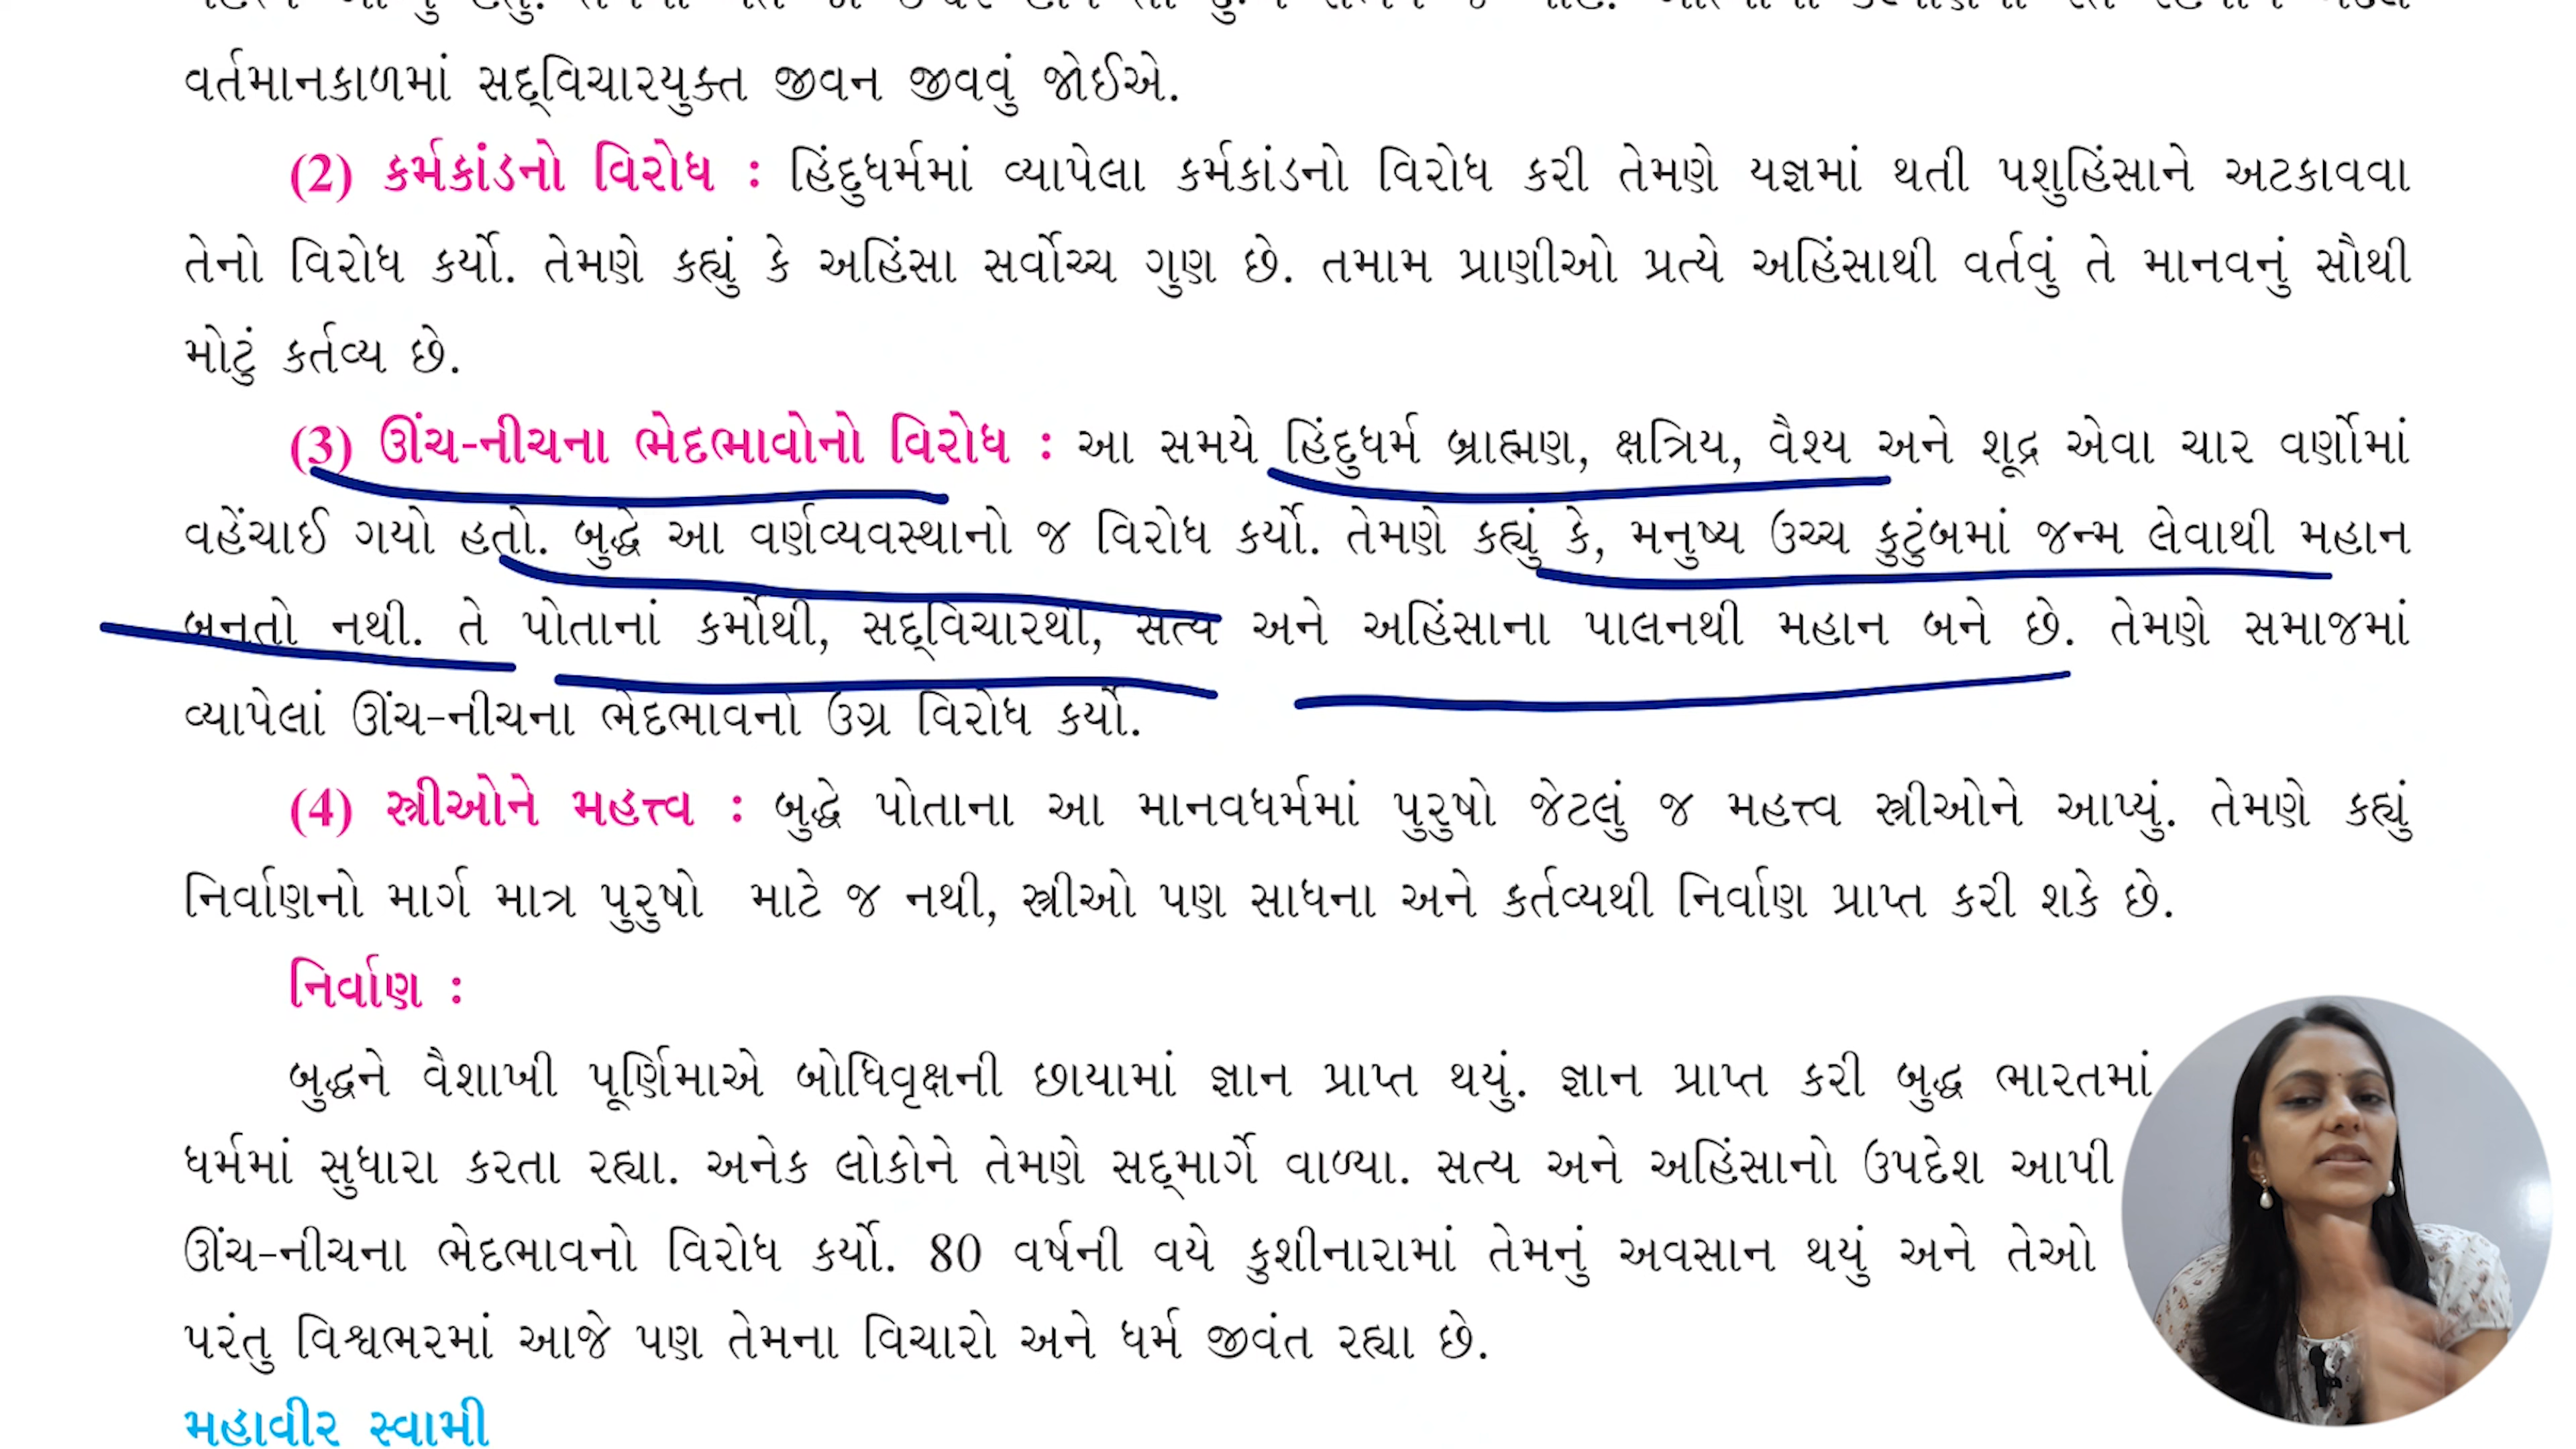 વર્તમાનકાળમાં સદ્‌વિચારયુક્ત જીવન જીવવું જોઈએ.
(2) કર્મકાંડનો વિરોધ : હિંદુધર્મમાં વ્યાપેલા કર્મકાંડનો વિરોધ કરી તેમણે યજ્ઞમાં થતી પશુહિંસાને અટકાવવા
તેનો વિરોધ કર્યો. તેમણે કહ્યું કે અહિંસા સર્વોચ્ચ ગુણ છે. તમામ પ્રાણીઓ પ્રત્યે અહિંસાથી વર્તવું તે માનવનું સૌથી
મોટું કર્તવ્ય છે.
(3) ઊંચ-નીચના ભેદભાવોનો વિરોધ : આ સમયે હિંદુધર્મ બ્રાહ્મણ, ક્ષત્રિય, વૈશ્ય અને શૂદ્ર એવા ચાર વર્ણોમાં
વહેંચાઈ ગયો હતો. બુદ્ધે આ વર્ણવ્યવસ્થાનો જ વિરોધ કર્યો. તેમણે કહ્યું કે, મનુષ્ય ઉચ્ચ કુટુંબમાં જન્મ લેવાથી મહાન
બનતો નથી. તે પોતાનાં કર્મોથી, સદ્‌વિચારથી, સત્ય અને અહિંસાના પાલનથી મહાન બને છે. તેમણે સમાજમાં
વ્યાપેલાં ઊંચ-નીચના ભેદભાવનો ઉગ્ર વિરોધ કર્યો.
(4) સ્ત્રીઓને મહત્ત્વ : બુદ્ધે પોતાના આ માનવધર્મમાં પુરુષો જેટલું જ મહત્ત્વ સ્ત્રીઓને આપ્યું. તેમણે કહ્યું
નિર્વાણનો માર્ગ માત્ર પુરુષો માટે જ નથી, સ્ત્રીઓ પણ સાધના અને કર્તવ્યથી નિર્વાણ પ્રાપ્ત કરી શકે છે.
નિર્વાણ :
બુદ્ધને વૈશાખી પૂર્ણિમાએ બોધિવૃક્ષની છાયામાં જ્ઞાન પ્રાપ્ત થયું. જ્ઞાન પ્રાપ્ત કરી બુદ્ધ ભારતમાં
ધર્મમાં સુધારા કરતા રહ્યા. અનેક લોકોને તેમણે સદ્‌માર્ગે વાળ્યા. સત્ય અને અહિંસાનો ઉપદેશ આપી
ઊંચ-નીચના ભેદભાવનો વિરોધ કર્યો. 80 વર્ષની વયે કુશીનારામાં તેમનું અવસાન થયું અને તેઓ
પરંતુ વિશ્વભરમાં આજે પણ તેમના વિચારો અને ધર્મ જીવંત રહ્યા છે.
મહાવીર સ્વામી